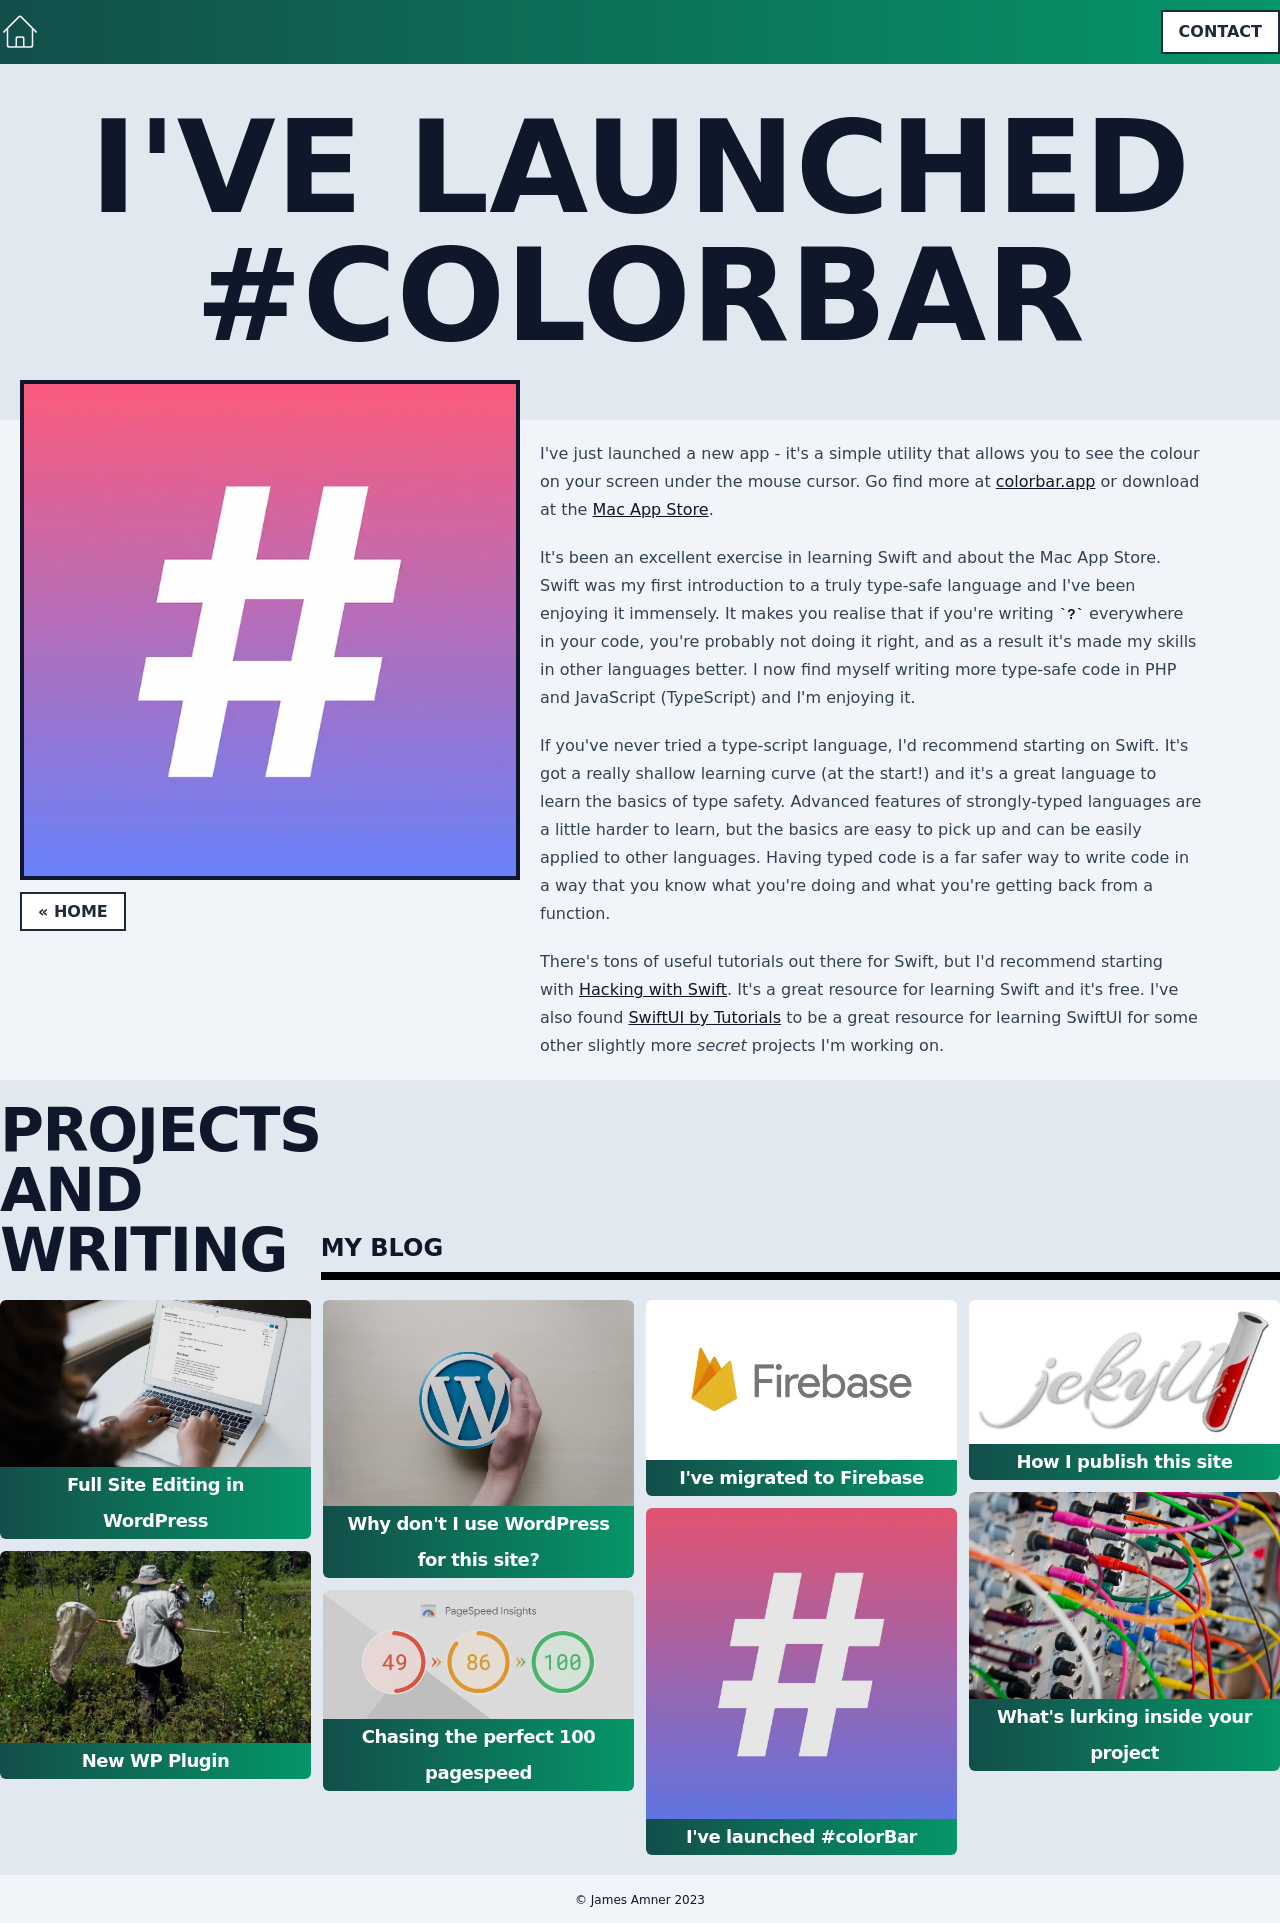 CONTACT
I'VE LAUNCHED
#COLORBAR
#
« HOME
I've just launched a new app - it's a simple utility that allows you to see the colour
on your screen under the mouse cursor. Go find more at colorbar.app or download
at the Mac App Store.
It's been an excellent exercise in learning Swift and about the Mac App Store.
Swift was my first introduction to a truly type-safe language and I've been
enjoying it immensely. It makes you realise that if you're writing `?` everywhere
in your code, you're probably not doing it right, and as a result it's made my skills
in other languages better. I now find myself writing more type-safe code in PHP
and JavaScript (TypeScript) and I'm enjoying it.
If you've never tried a type-script language, I'd recommend starting on Swift. It's
got a really shallow learning curve (at the start!) and it's a great language to
learn the basics of type safety. Advanced features of strongly-typed languages are
a little harder to learn, but the basics are easy to pick up and can be easily
applied to other languages. Having typed code is a far safer way to write code in
a way that you know what you're doing and what you're getting back from a
function.
There's tons of useful tutorials out there for Swift, but I'd recommend starting
with Hacking with Swift. It's a great resource for learning Swift and it's free. I've
also found SwiftUI by Tutorials to be a great resource for learning SwiftUI for some
other slightly more secret projects I'm working on.
PROJECTS
AND
WRITING
MY BLOG
Full Site Editing in
WordPress
New WP Plugin
W
Why don't I use WordPress
for this site?
PageSpeed Insights
49 » 86 » 100
Chasing the perfect 100
pagespeed
Firebase
I've migrated to Firebase
#
I've launched #colorBar
jekyll
How I publish this site
What's lurking inside your
project
© James Amner 2023